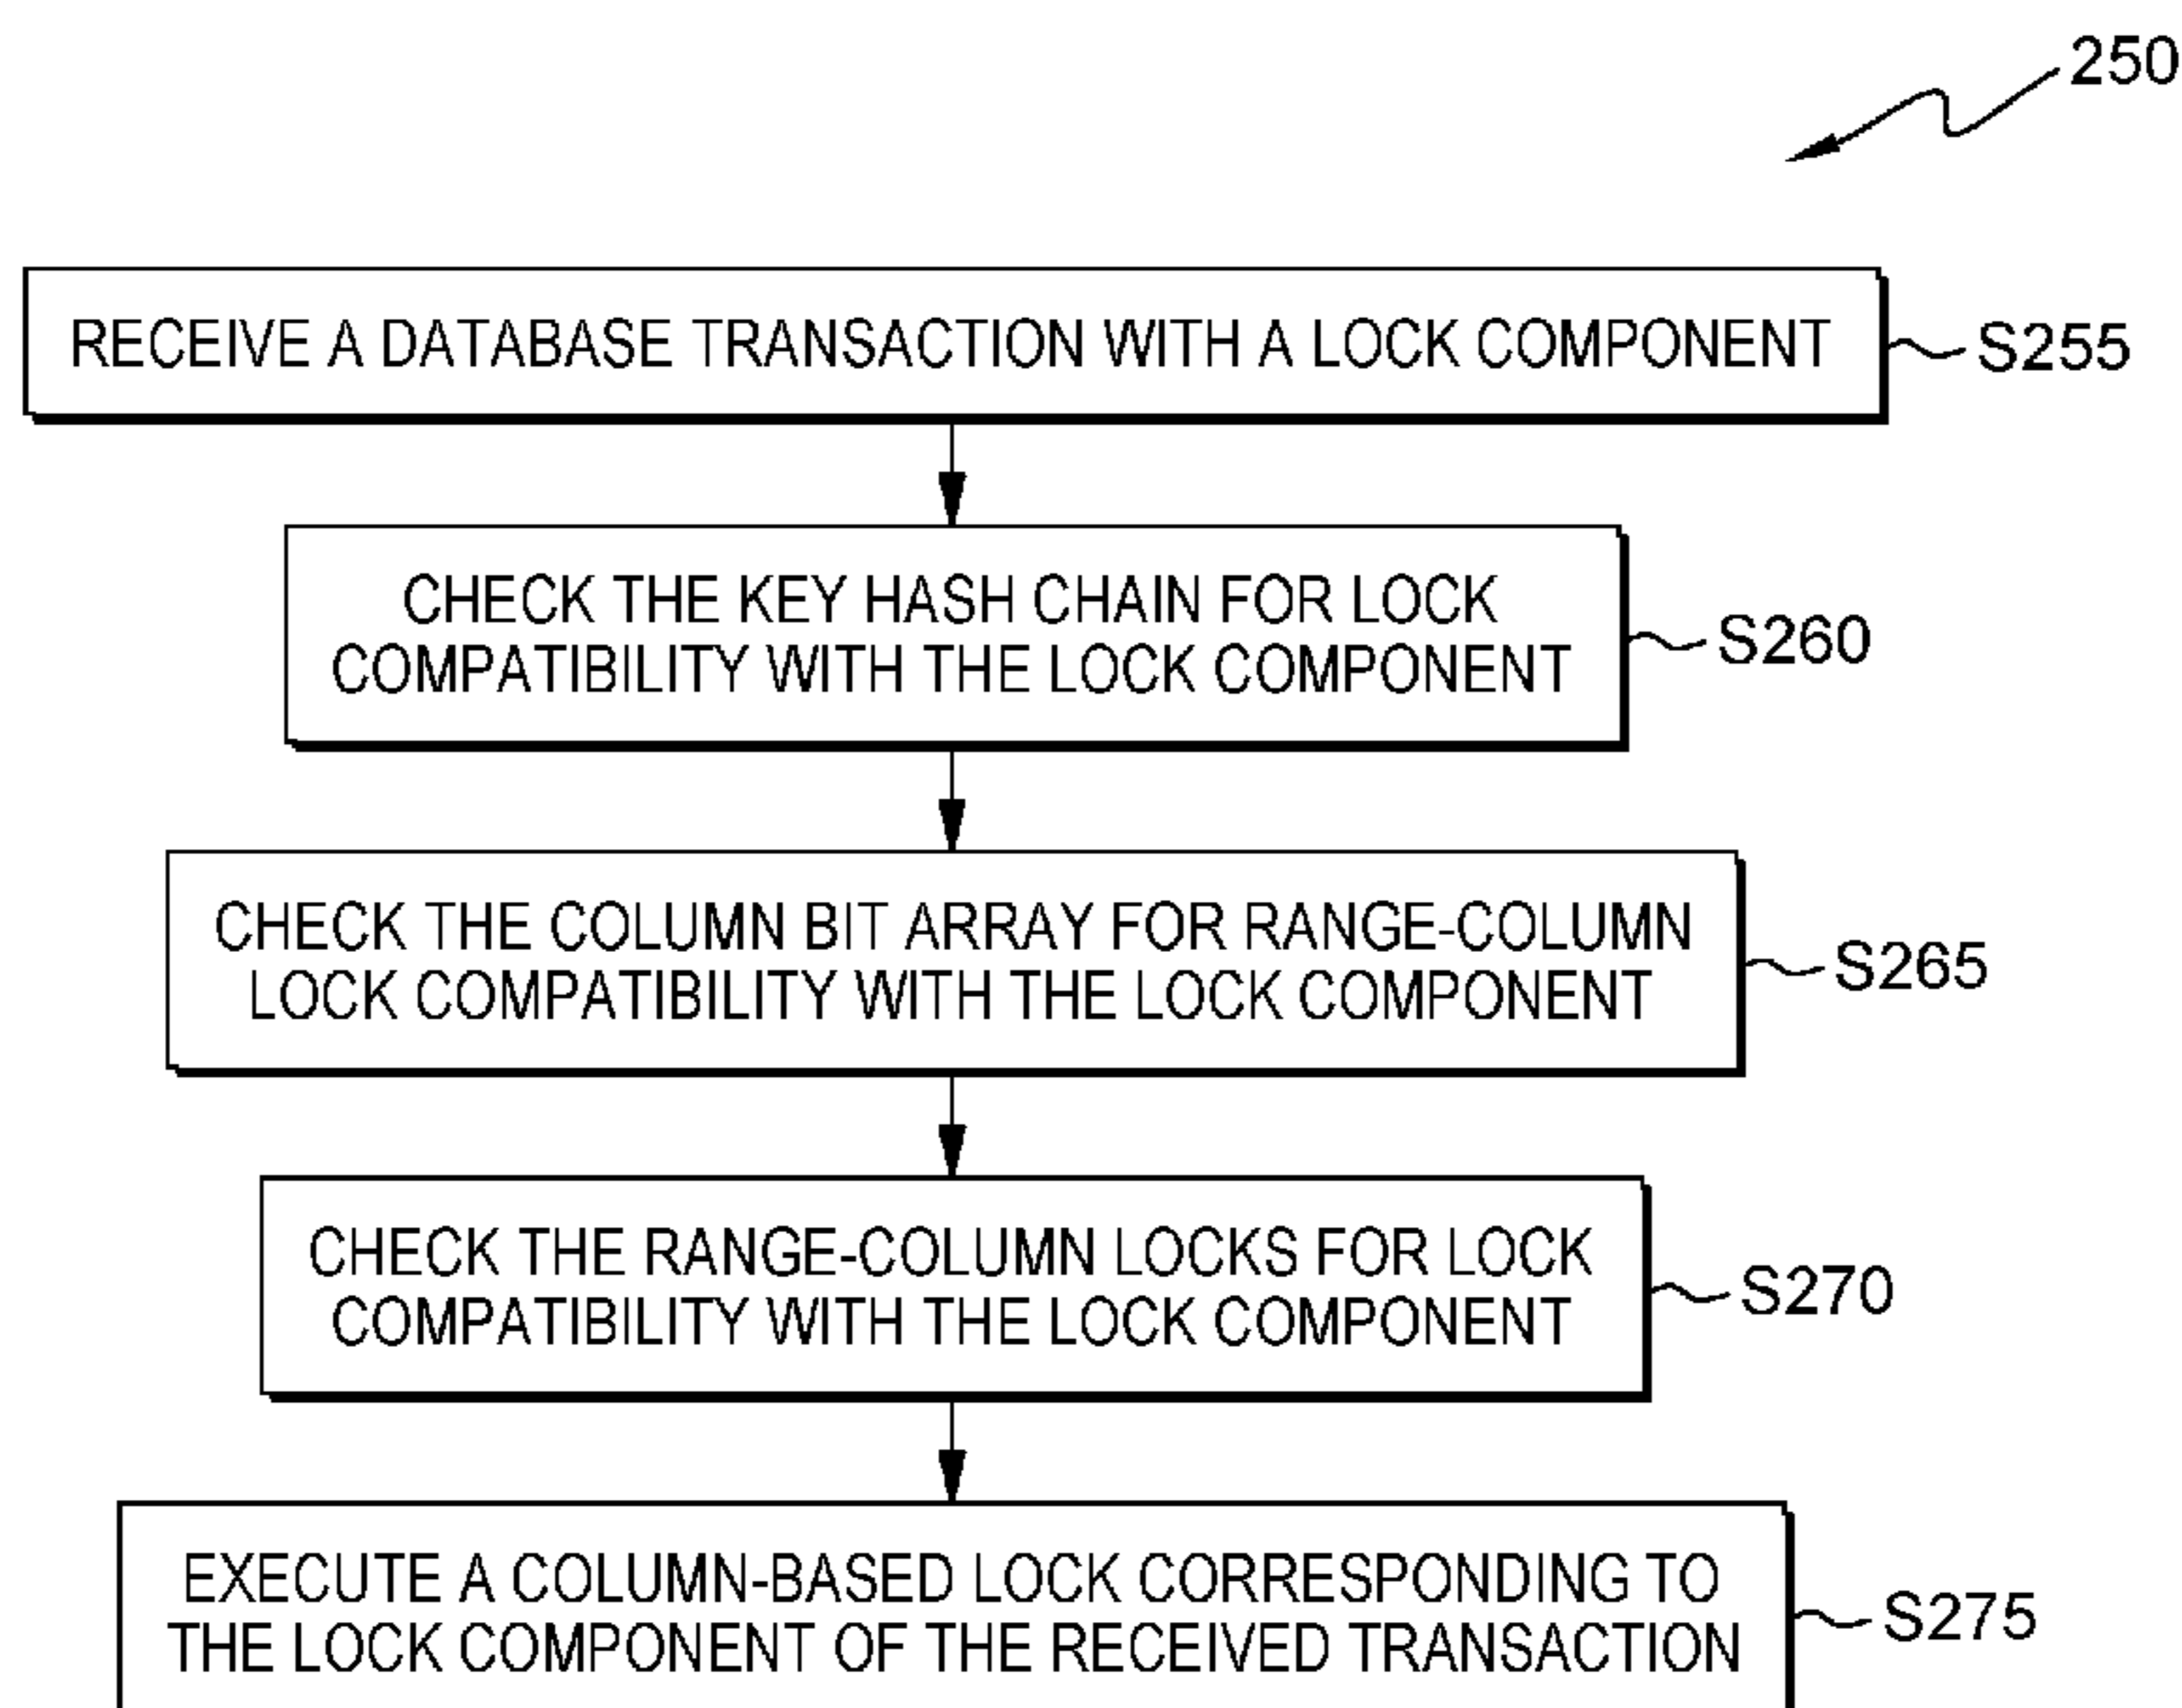 250
RECEIVE A DATABASE TRANSACTION WITH A LOCK COMPONENT
S255
CHECK THE KEY HASH CHAIN FOR LOCK
COMPATIBILITY WITH THE LOCK COMPONENT
S260
CHECK THE COLUMN BIT ARRAY FOR RANGE-COLUMN
LOCK COMPATIBILITY WITH THE LOCK COMPONENT
S265
CHECK THE RANGE-COLUMN LOCKS FOR LOCK
COMPATIBILITY WITH THE LOCK COMPONENT
S270
EXECUTE A COLUMN-BASED LOCK CORRESPONDING TO
THE LOCK COMPONENT OF THE RECEIVED TRANSACTION
S275